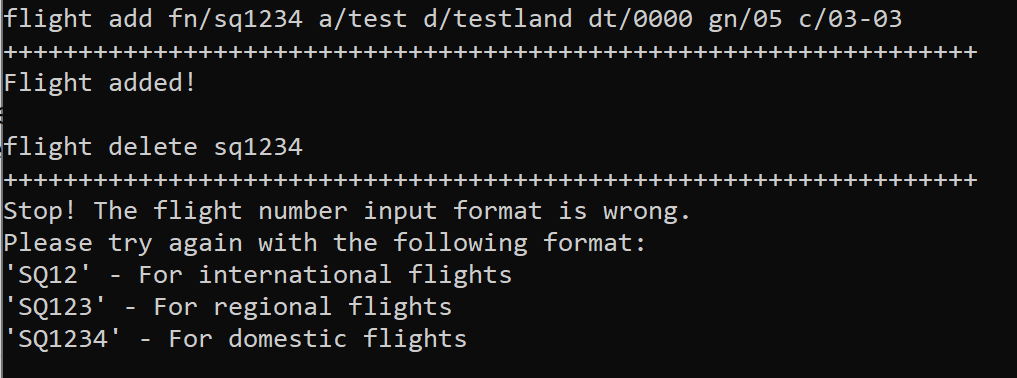 flight add fn/sq1234 a/test d/testland dt/0000 gn/05 c/03-03
+++++++++++++++++++++++++++++++++++++++++++++++++++++++++++++++++
Flight added!
flight delete sq1234
+++++++++++++++++++++++++++++++++++++++++++++++++++++++++++++++++
Stop! The flight number input format is wrong.
Please try again with the following format:
'SQ12' - For international flights
'SQ123' - For regional flights
'SQ1234' - For domestic flights